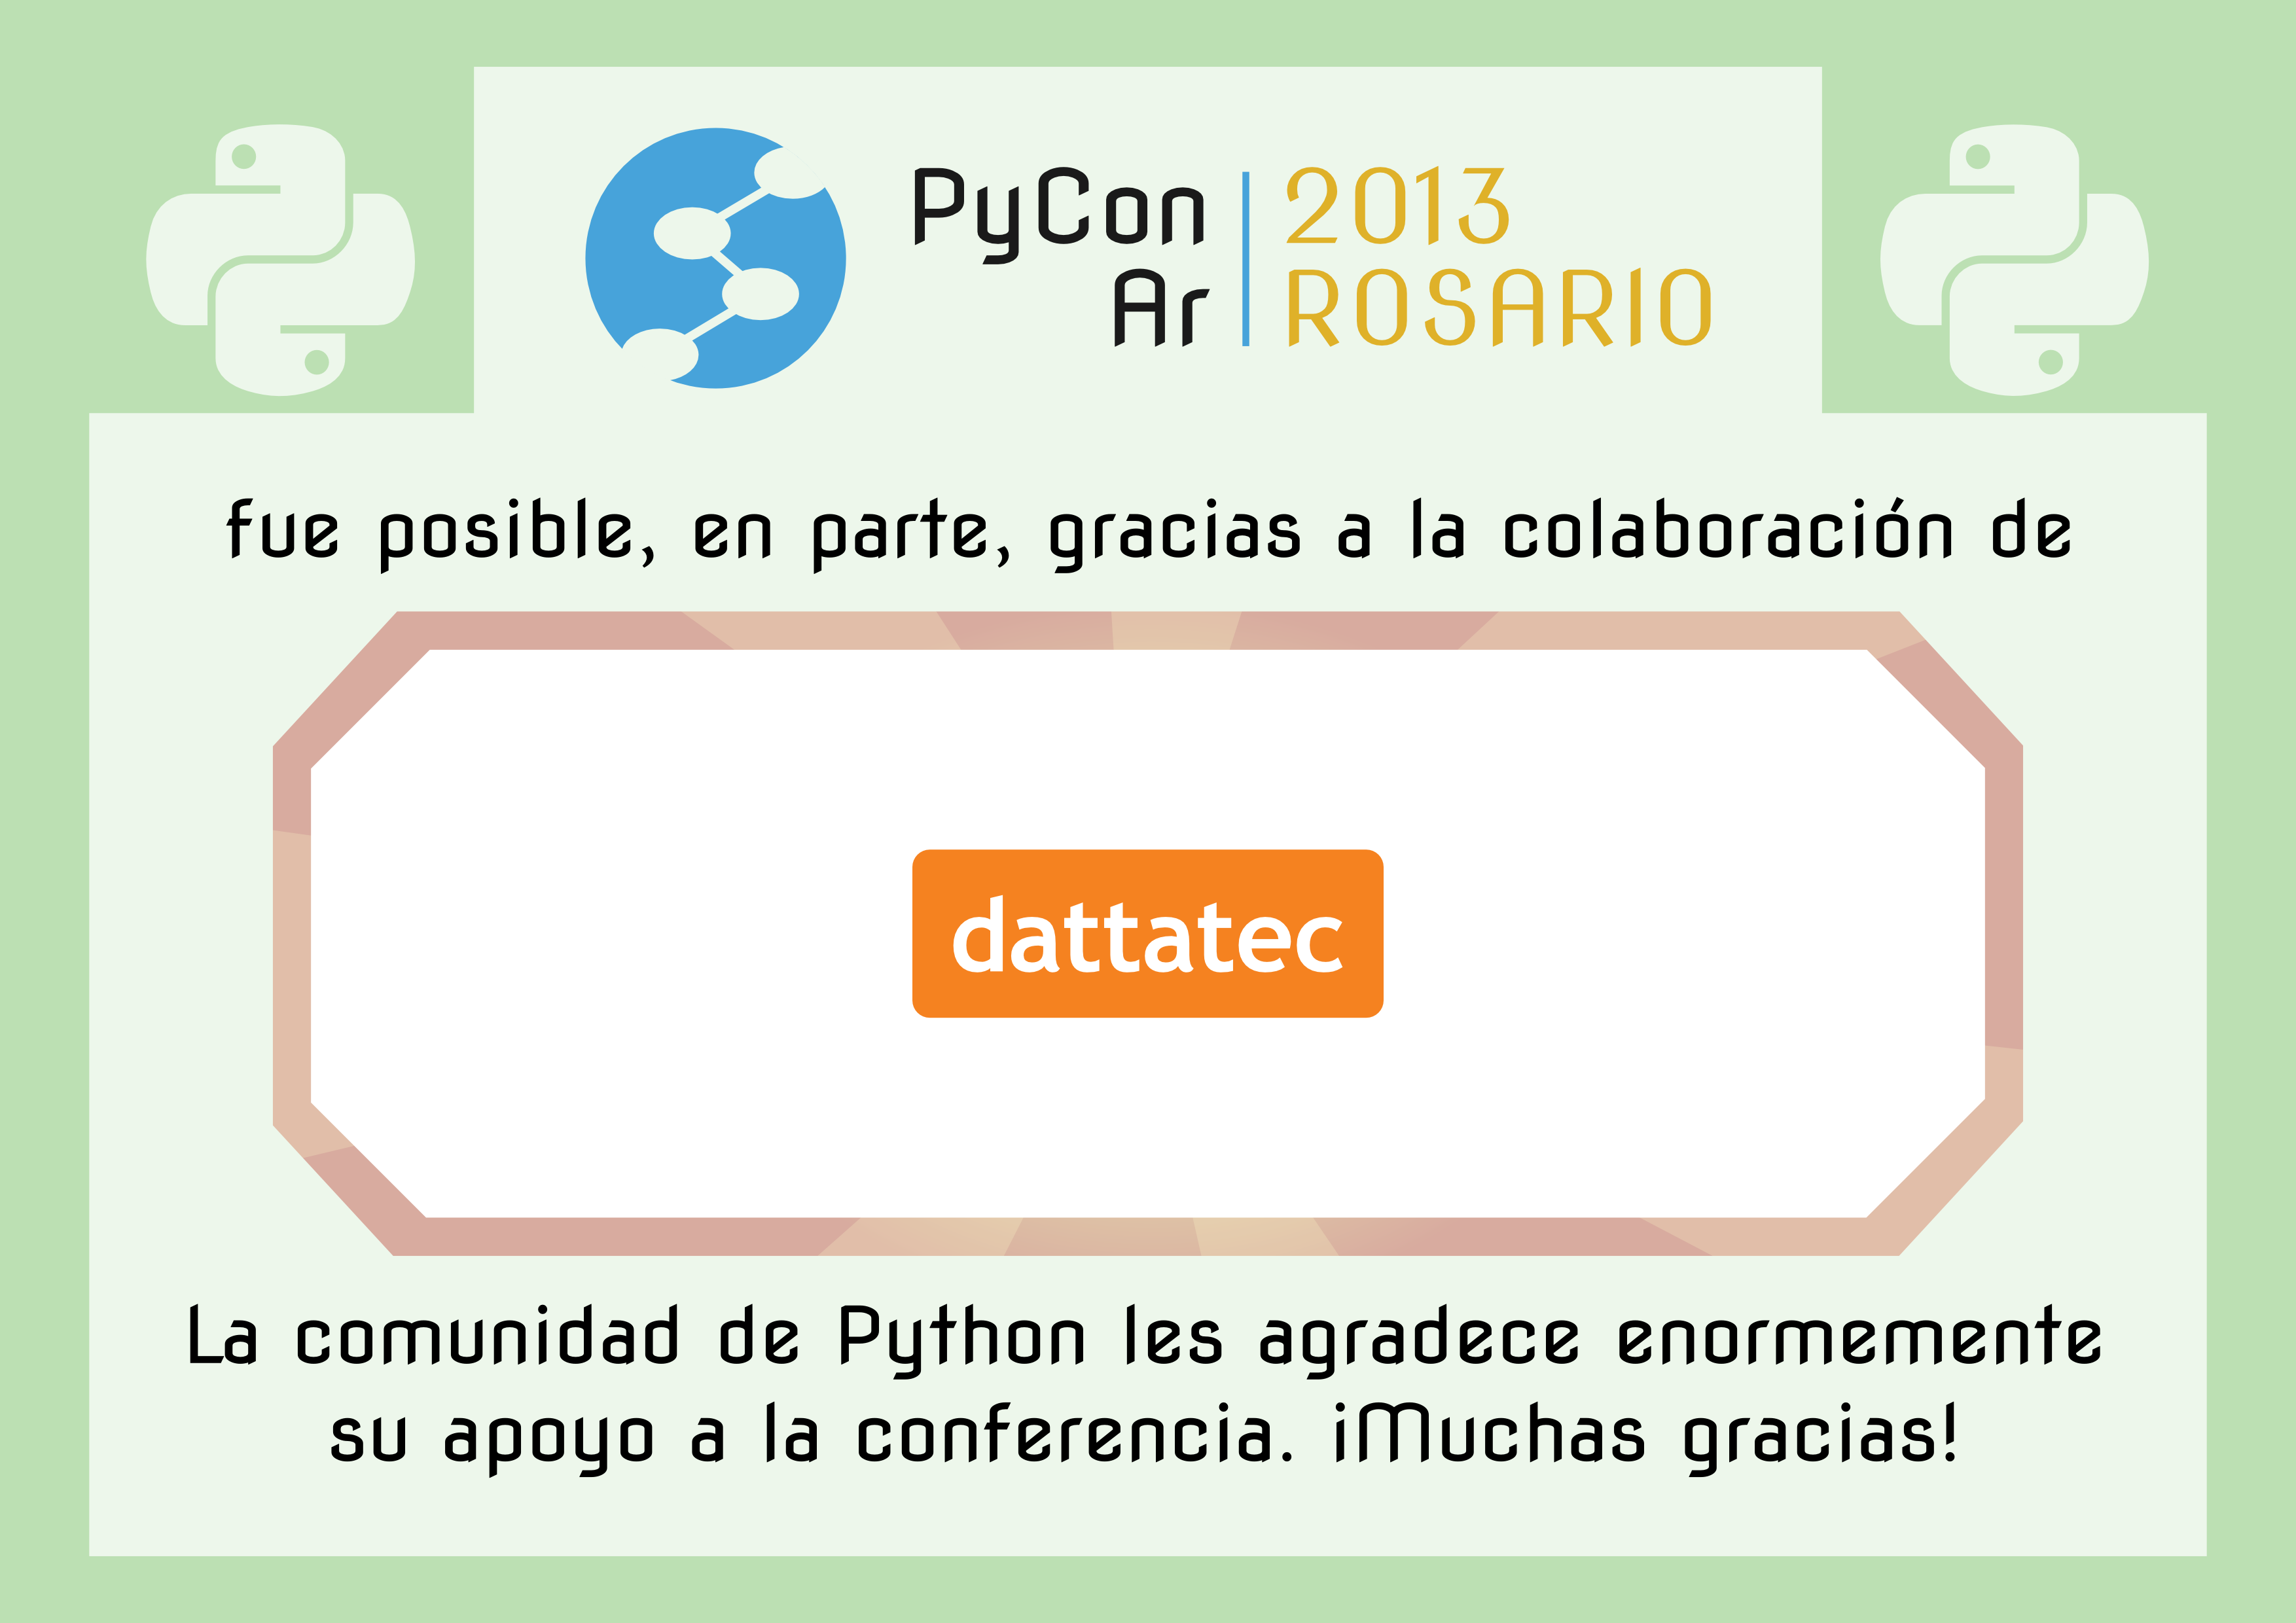 PyCon
Ar
2013
ROSARIO
fue posible, en parte, gracias a la colaboración de
dattatec
La comunidad de Python les agradece enormemente
su apoyo a la conferencia. ¡Muchas gracias!